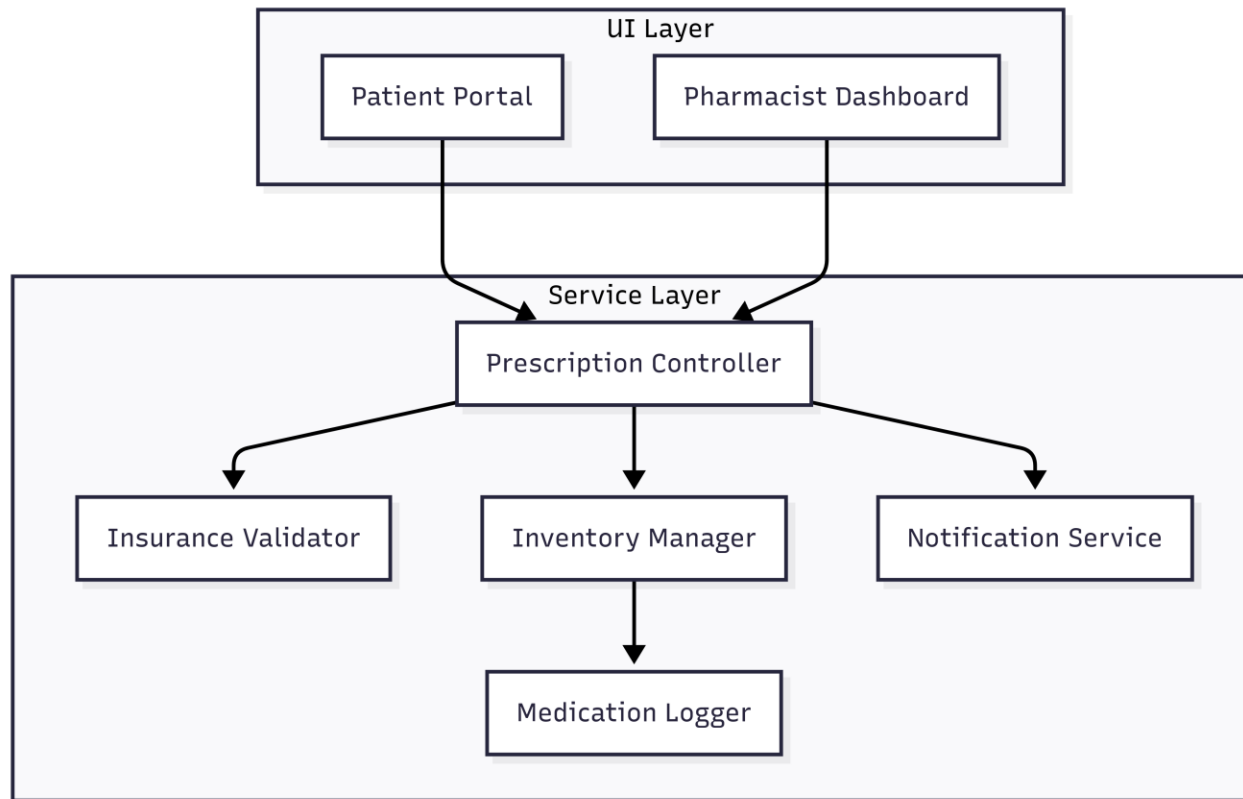 UI Layer
Patient Portal
Pharmacist Dashboard
Service Layer
Prescription Controller
Insurance Validator
Inventory Manager
Notification Service
Medication Logger